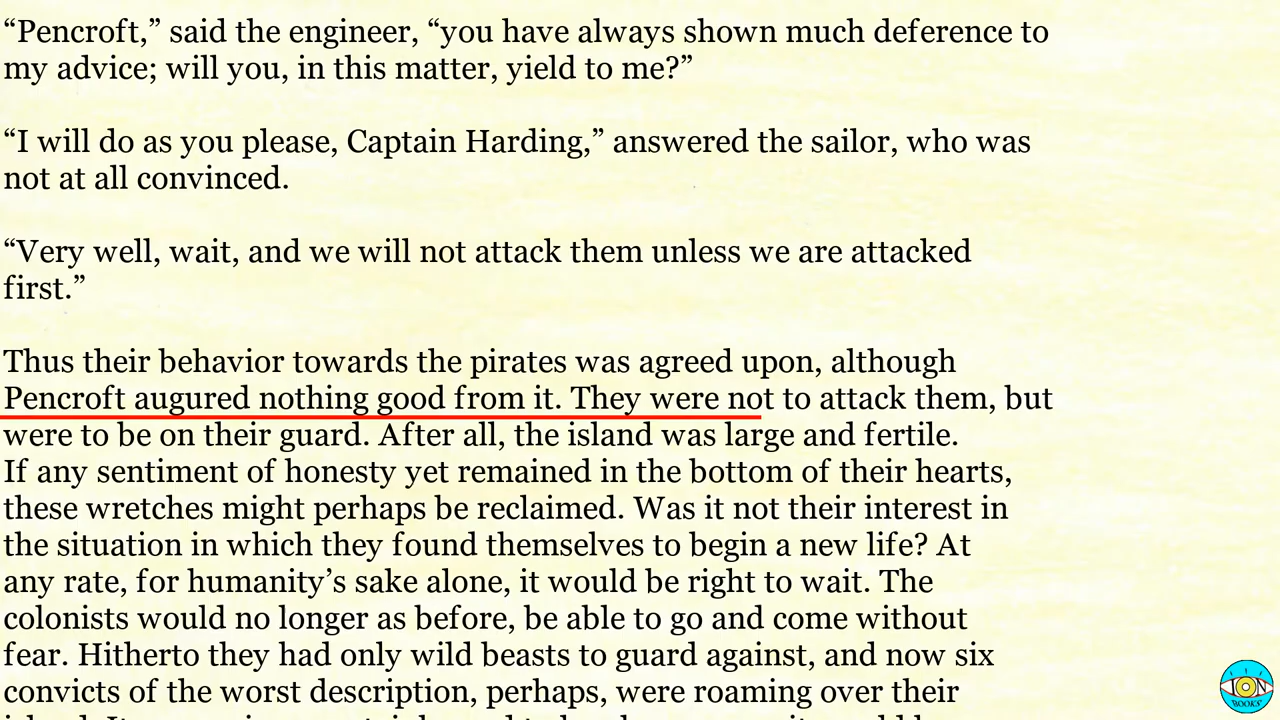 “Pencroft,” said the engineer, “you have always shown much deference to
my advice; will you, in this matter, yield to me?”
“I will do as you please, Captain Harding,” answered the sailor, who was
not at all convinced.
“Very well, wait, and we will not attack them unless we are attacked
first.”
Thus their behavior towards the pirates was agreed upon, although
Pencroft augured nothing good from it. They were not to attack them, but
were to be on their guard. After all, the island was large and fertile.
If any sentiment of honesty yet remained in the bottom of their hearts,
these wretches might perhaps be reclaimed. Was it not their interest in
the situation in which they found themselves to begin a new life? At
any rate, for humanity’s sake alone, it would be right to wait. The
colonists would no longer as before, be able to go and come without
fear. Hitherto they had only wild beasts to guard against, and now six
convicts of the worst description, perhaps, were roaming over their
ION
BOOKS